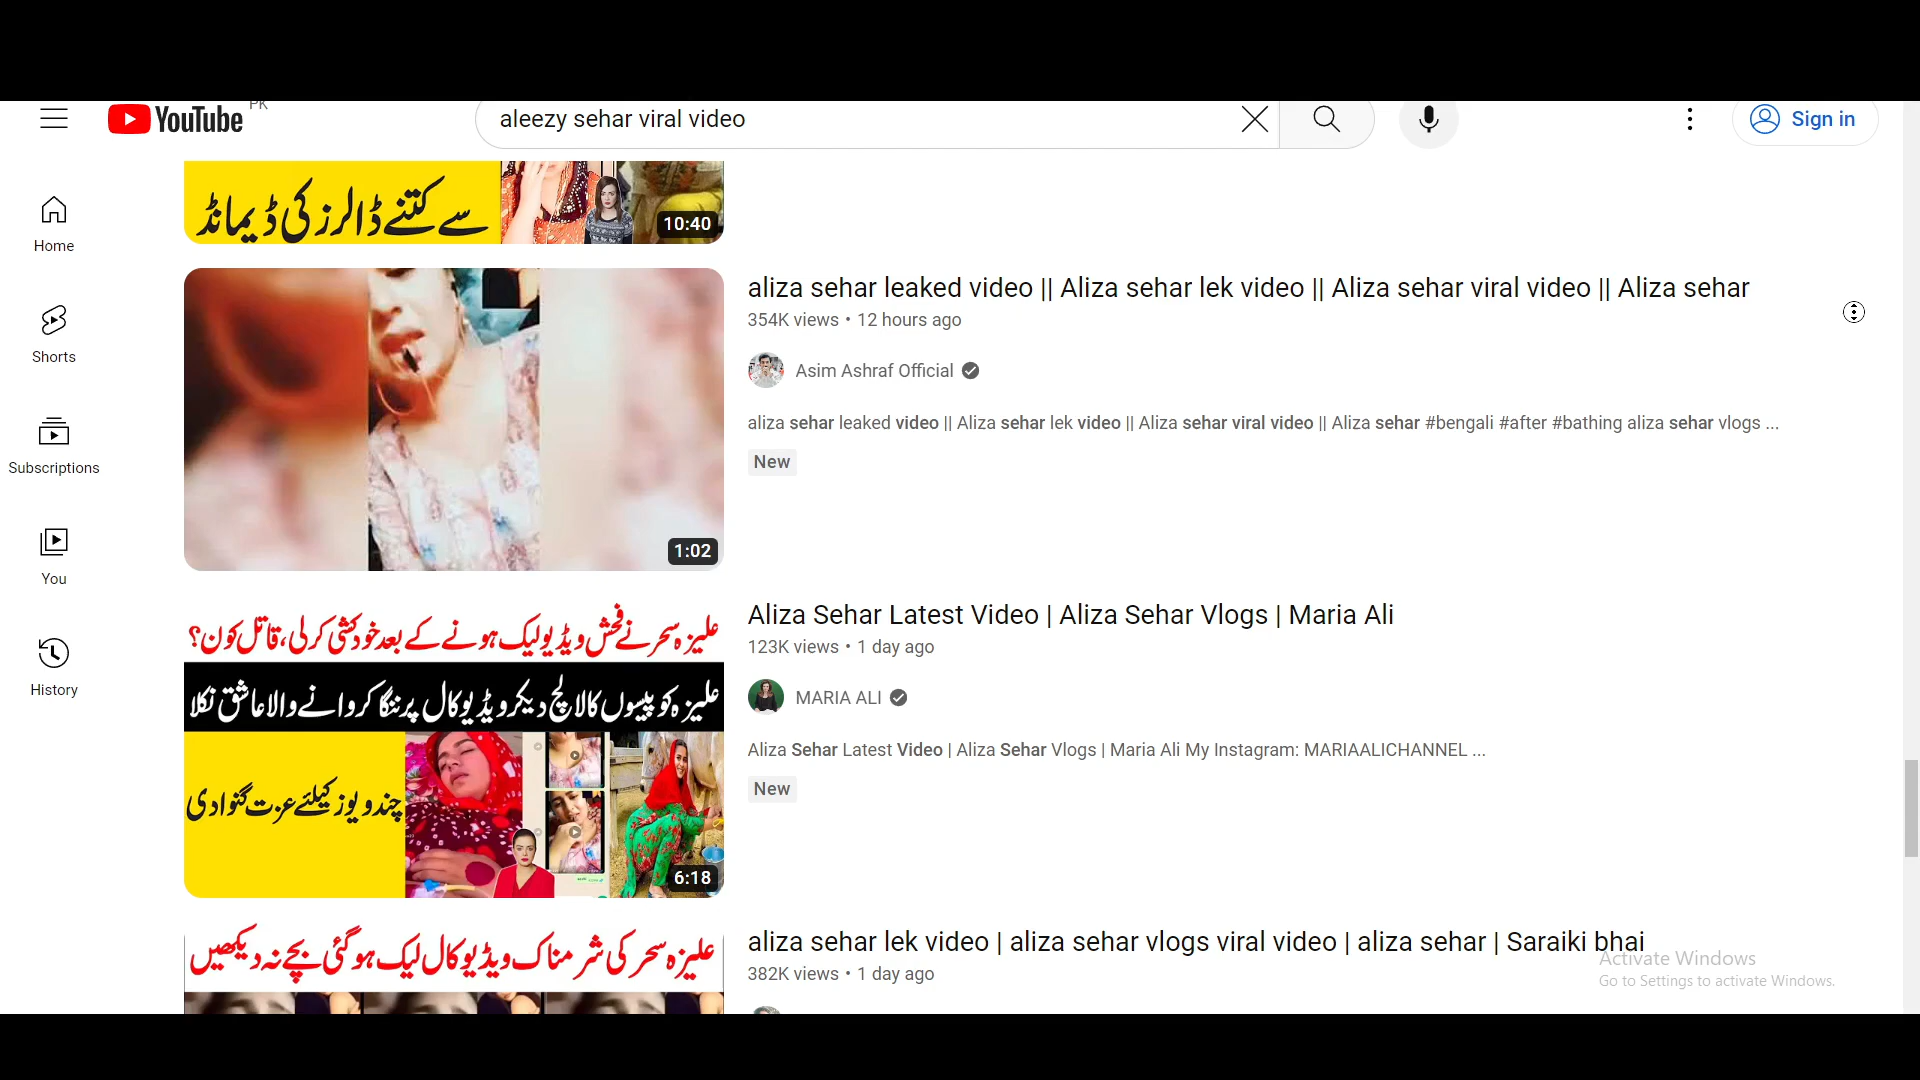 PK
YouTube
aleezy sehar viral video
Sign in
Home
Shorts
Subscriptions
You
History
سے کتنے ڈالرز کی ڈیمانڈ
10:40
aliza sehar leaked video || Aliza sehar lek video || Aliza sehar viral video || Aliza sehar
354K views • 12 hours ago
Asim Ashraf Official
aliza sehar leaked video || Aliza sehar lek video || Aliza sehar viral video || Aliza sehar #bengali #after #bathing aliza sehar vlogs ...
New
1:02
علیزہ سحر نے فحش ویڈیو لیک ہونے کے بعد خودکشی کرلی، قاتل کون؟
علیزہ کو پیسوں کا لالچ دیکر ویڈیو کال پر ننگا کروانے والا عاشق نکلا
چند ویوز کیلئے عزت گنوادی
6:18
Aliza Sehar Latest Video | Aliza Sehar Vlogs | Maria Ali
123K views • 1 day ago
MARIA ALI
Aliza Sehar Latest Video | Aliza Sehar Vlogs | Maria Ali My Instagram: MARIAALICHANNEL ...
New
علیزہ سحر کی شرمناک ویڈیو کال لیک ہوگئی بچے نہ دیکھیں
aliza sehar lek video | aliza sehar vlogs viral video | aliza sehar | Saraiki bhai
382K views • 1 day ago
Activate Windows
Go to Settings to activate Windows.